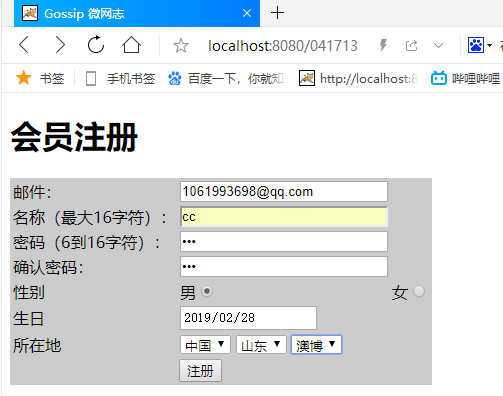 Gossip 微网志
localhost:8080/041713
书签 手机书签 百度一下，你就知 http://localhost:8 哔哩哔哩
会员注册
邮件： 1061993698@qq.com
名称（最大16字符）： cc
密码（6到16字符）： •••
确认密码： •••
性别 男 女
生日 2019/02/28
所在地 中国 山东 澳博
注册